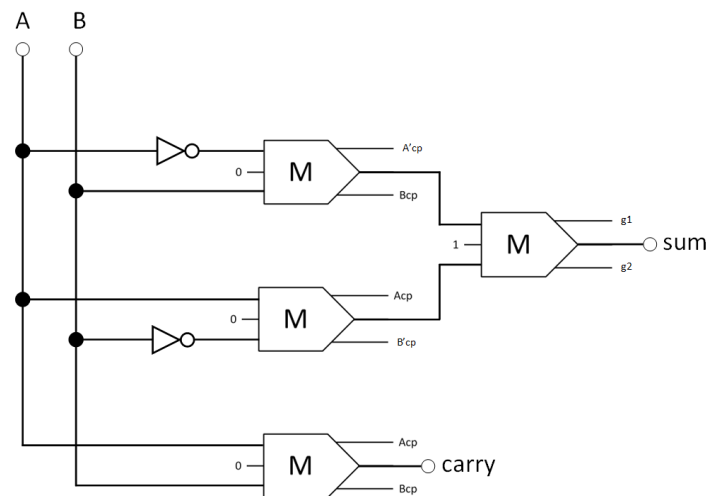 A B
A'cp
0 M
Bcp
g1
1 M sum
g2
Acp
0 M
B'cp
Acp
0 M carry
Bcp